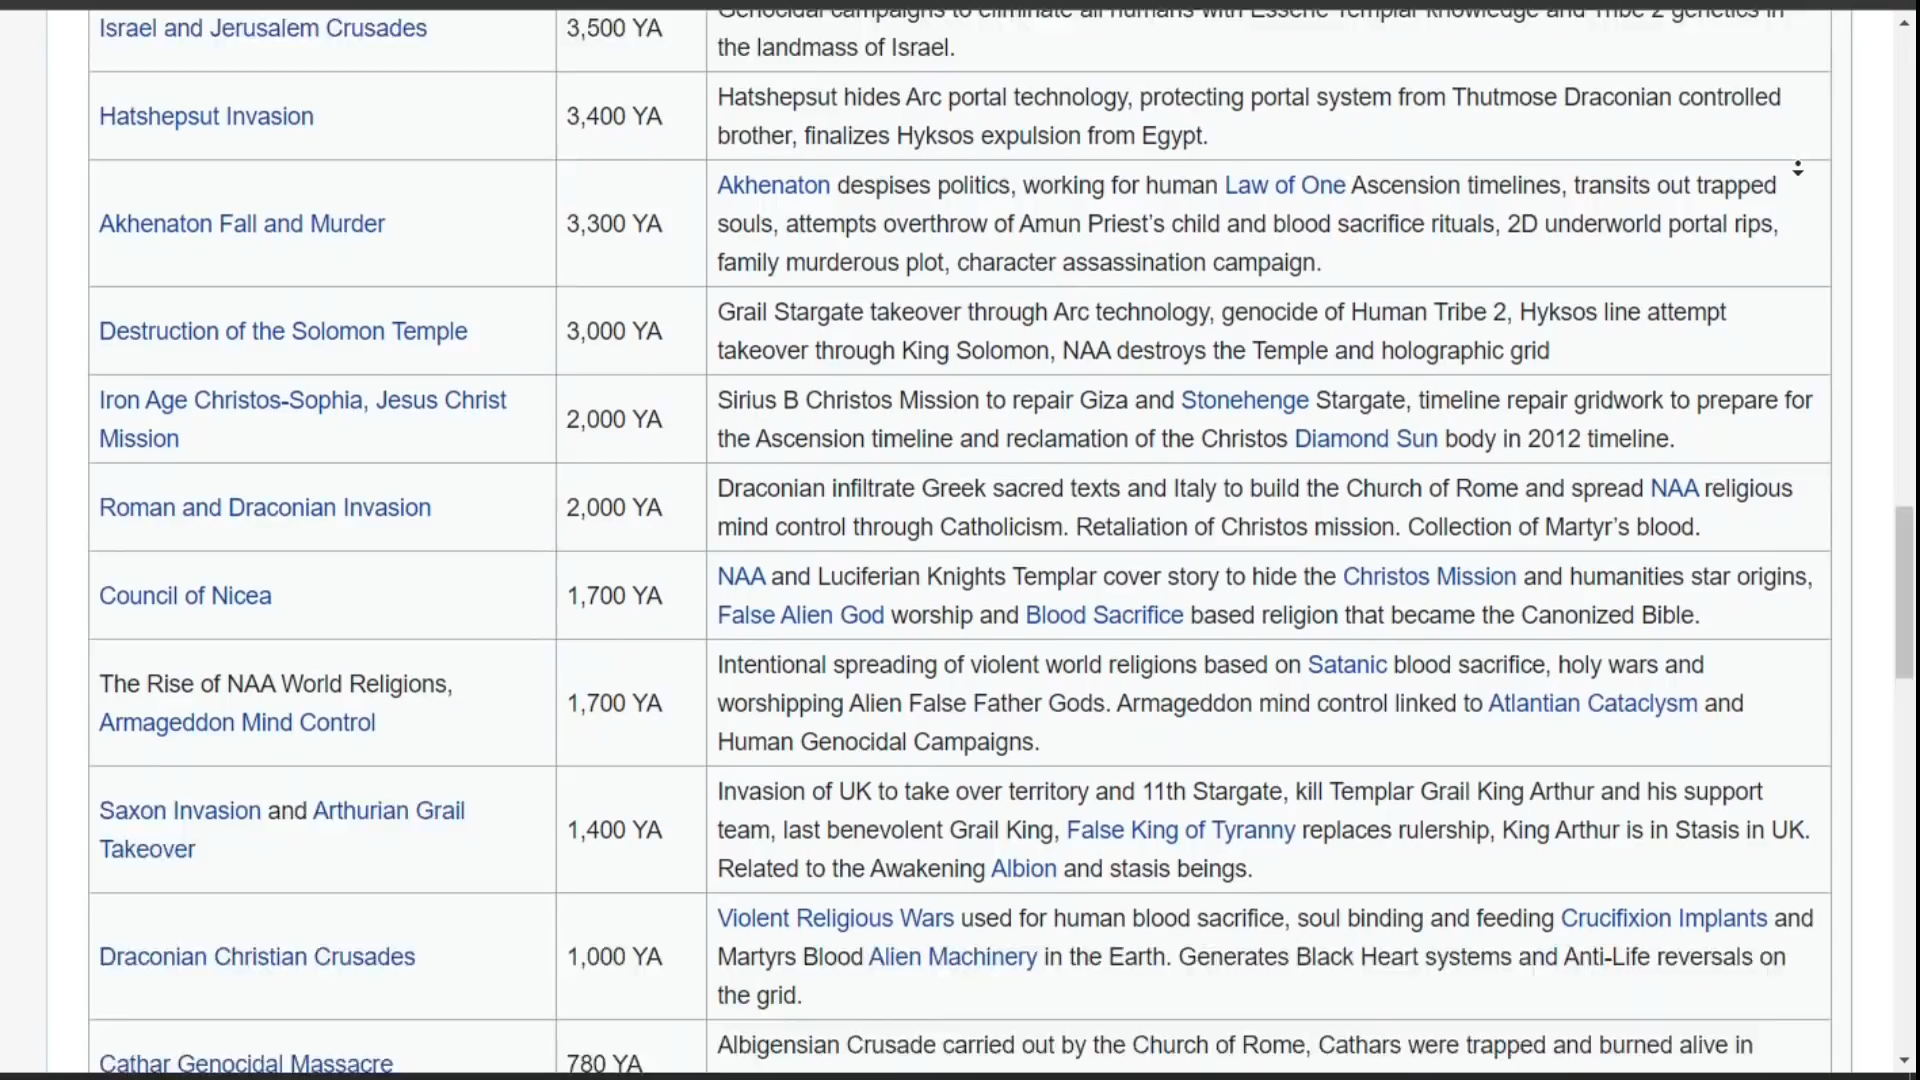 Genocidal campaigns to eliminate all humans with Essene Templar knowledge and Tribe 2 genetics in
Israel and Jerusalem Crusades
3,500 YA
the landmass of Israel.
Hatshepsut Invasion
3,400 YA
Hatshepsut hides Arc portal technology, protecting portal system from Thutmose Draconian controlled
brother, finalizes Hyksos expulsion from Egypt.
Akhenaton Fall and Murder
3,300 YA
Akhenaton despises politics, working for human Law of One Ascension timelines, transits out trapped
souls, attempts overthrow of Amun Priest's child and blood sacrifice rituals, 2D underworld portal rips,
family murderous plot, character assassination campaign.
Destruction of the Solomon Temple
3,000 YA
Grail Stargate takeover through Arc technology, genocide of Human Tribe 2, Hyksos line attempt
takeover through King Solomon, NAA destroys the Temple and holographic grid
Iron Age Christos-Sophia, Jesus Christ
Mission
2,000 YA
Sirius B Christos Mission to repair Giza and Stonehenge Stargate, timeline repair gridwork to prepare for
the Ascension timeline and reclamation of the Christos Diamond Sun body in 2012 timeline.
Roman and Draconian Invasion
2,000 YA
Draconian infiltrate Greek sacred texts and Italy to build the Church of Rome and spread NAA religious
mind control through Catholicism. Retaliation of Christos mission. Collection of Martyr's blood.
Council of Nicea
1,700 YA
NAA and Luciferian Knights Templar cover story to hide the Christos Mission and humanities star origins,
False Alien God worship and Blood Sacrifice based religion that became the Canonized Bible.
The Rise of NAA World Religions,
Armageddon Mind Control
1,700 YA
Intentional spreading of violent world religions based on Satanic blood sacrifice, holy wars and
worshipping Alien False Father Gods. Armageddon mind control linked to Atlantian Cataclysm and
Human Genocidal Campaigns.
Saxon Invasion and Arthurian Grail
Takeover
1,400 YA
Invasion of UK to take over territory and 11th Stargate, kill Templar Grail King Arthur and his support
team, last benevolent Grail King, False King of Tyranny replaces rulership, King Arthur is in Stasis in UK.
Related to the Awakening Albion and stasis beings.
Draconian Christian Crusades
1,000 YA
Violent Religious Wars used for human blood sacrifice, soul binding and feeding Crucifixion Implants and
Martyrs Blood Alien Machinery in the Earth. Generates Black Heart systems and Anti-Life reversals on
the grid.
Cathar Genocidal Massacre
780 YA
Albigensian Crusade carried out by the Church of Rome, Cathars were trapped and burned alive in